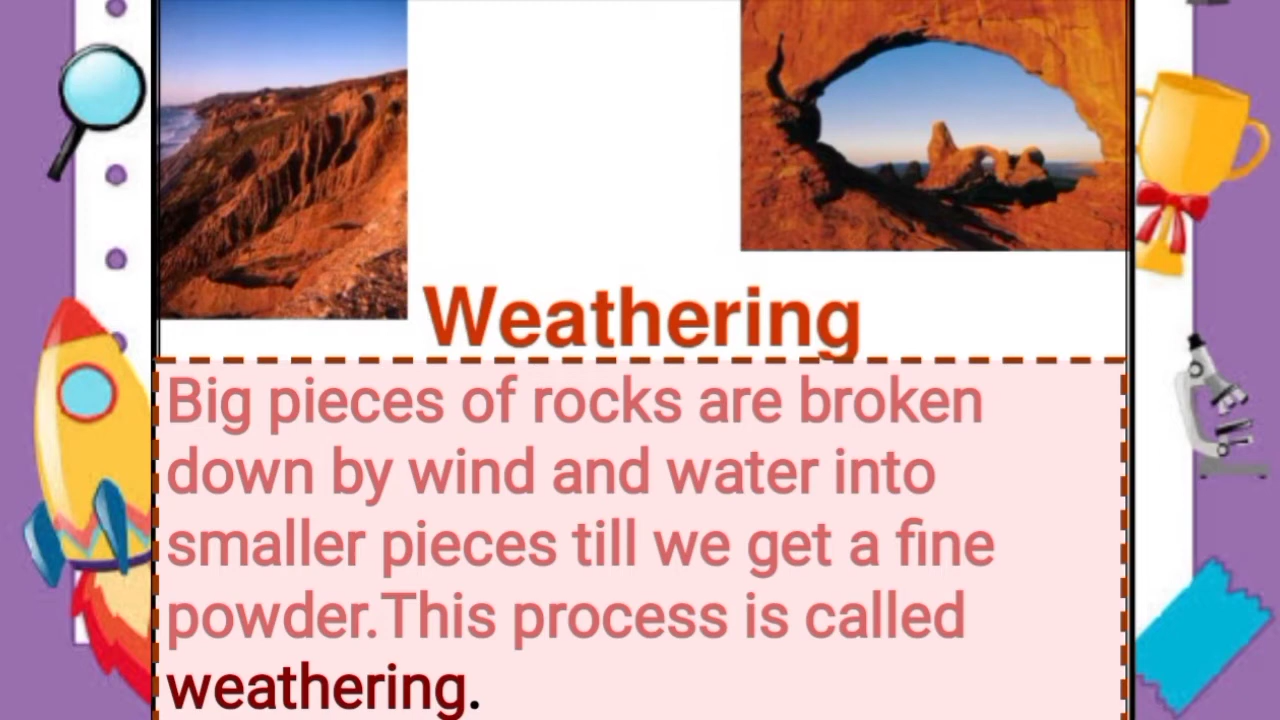 Weathering
Big pieces of rocks are broken
down by wind and water into
smaller pieces till we get a fine
powder.This process is called
weathering.